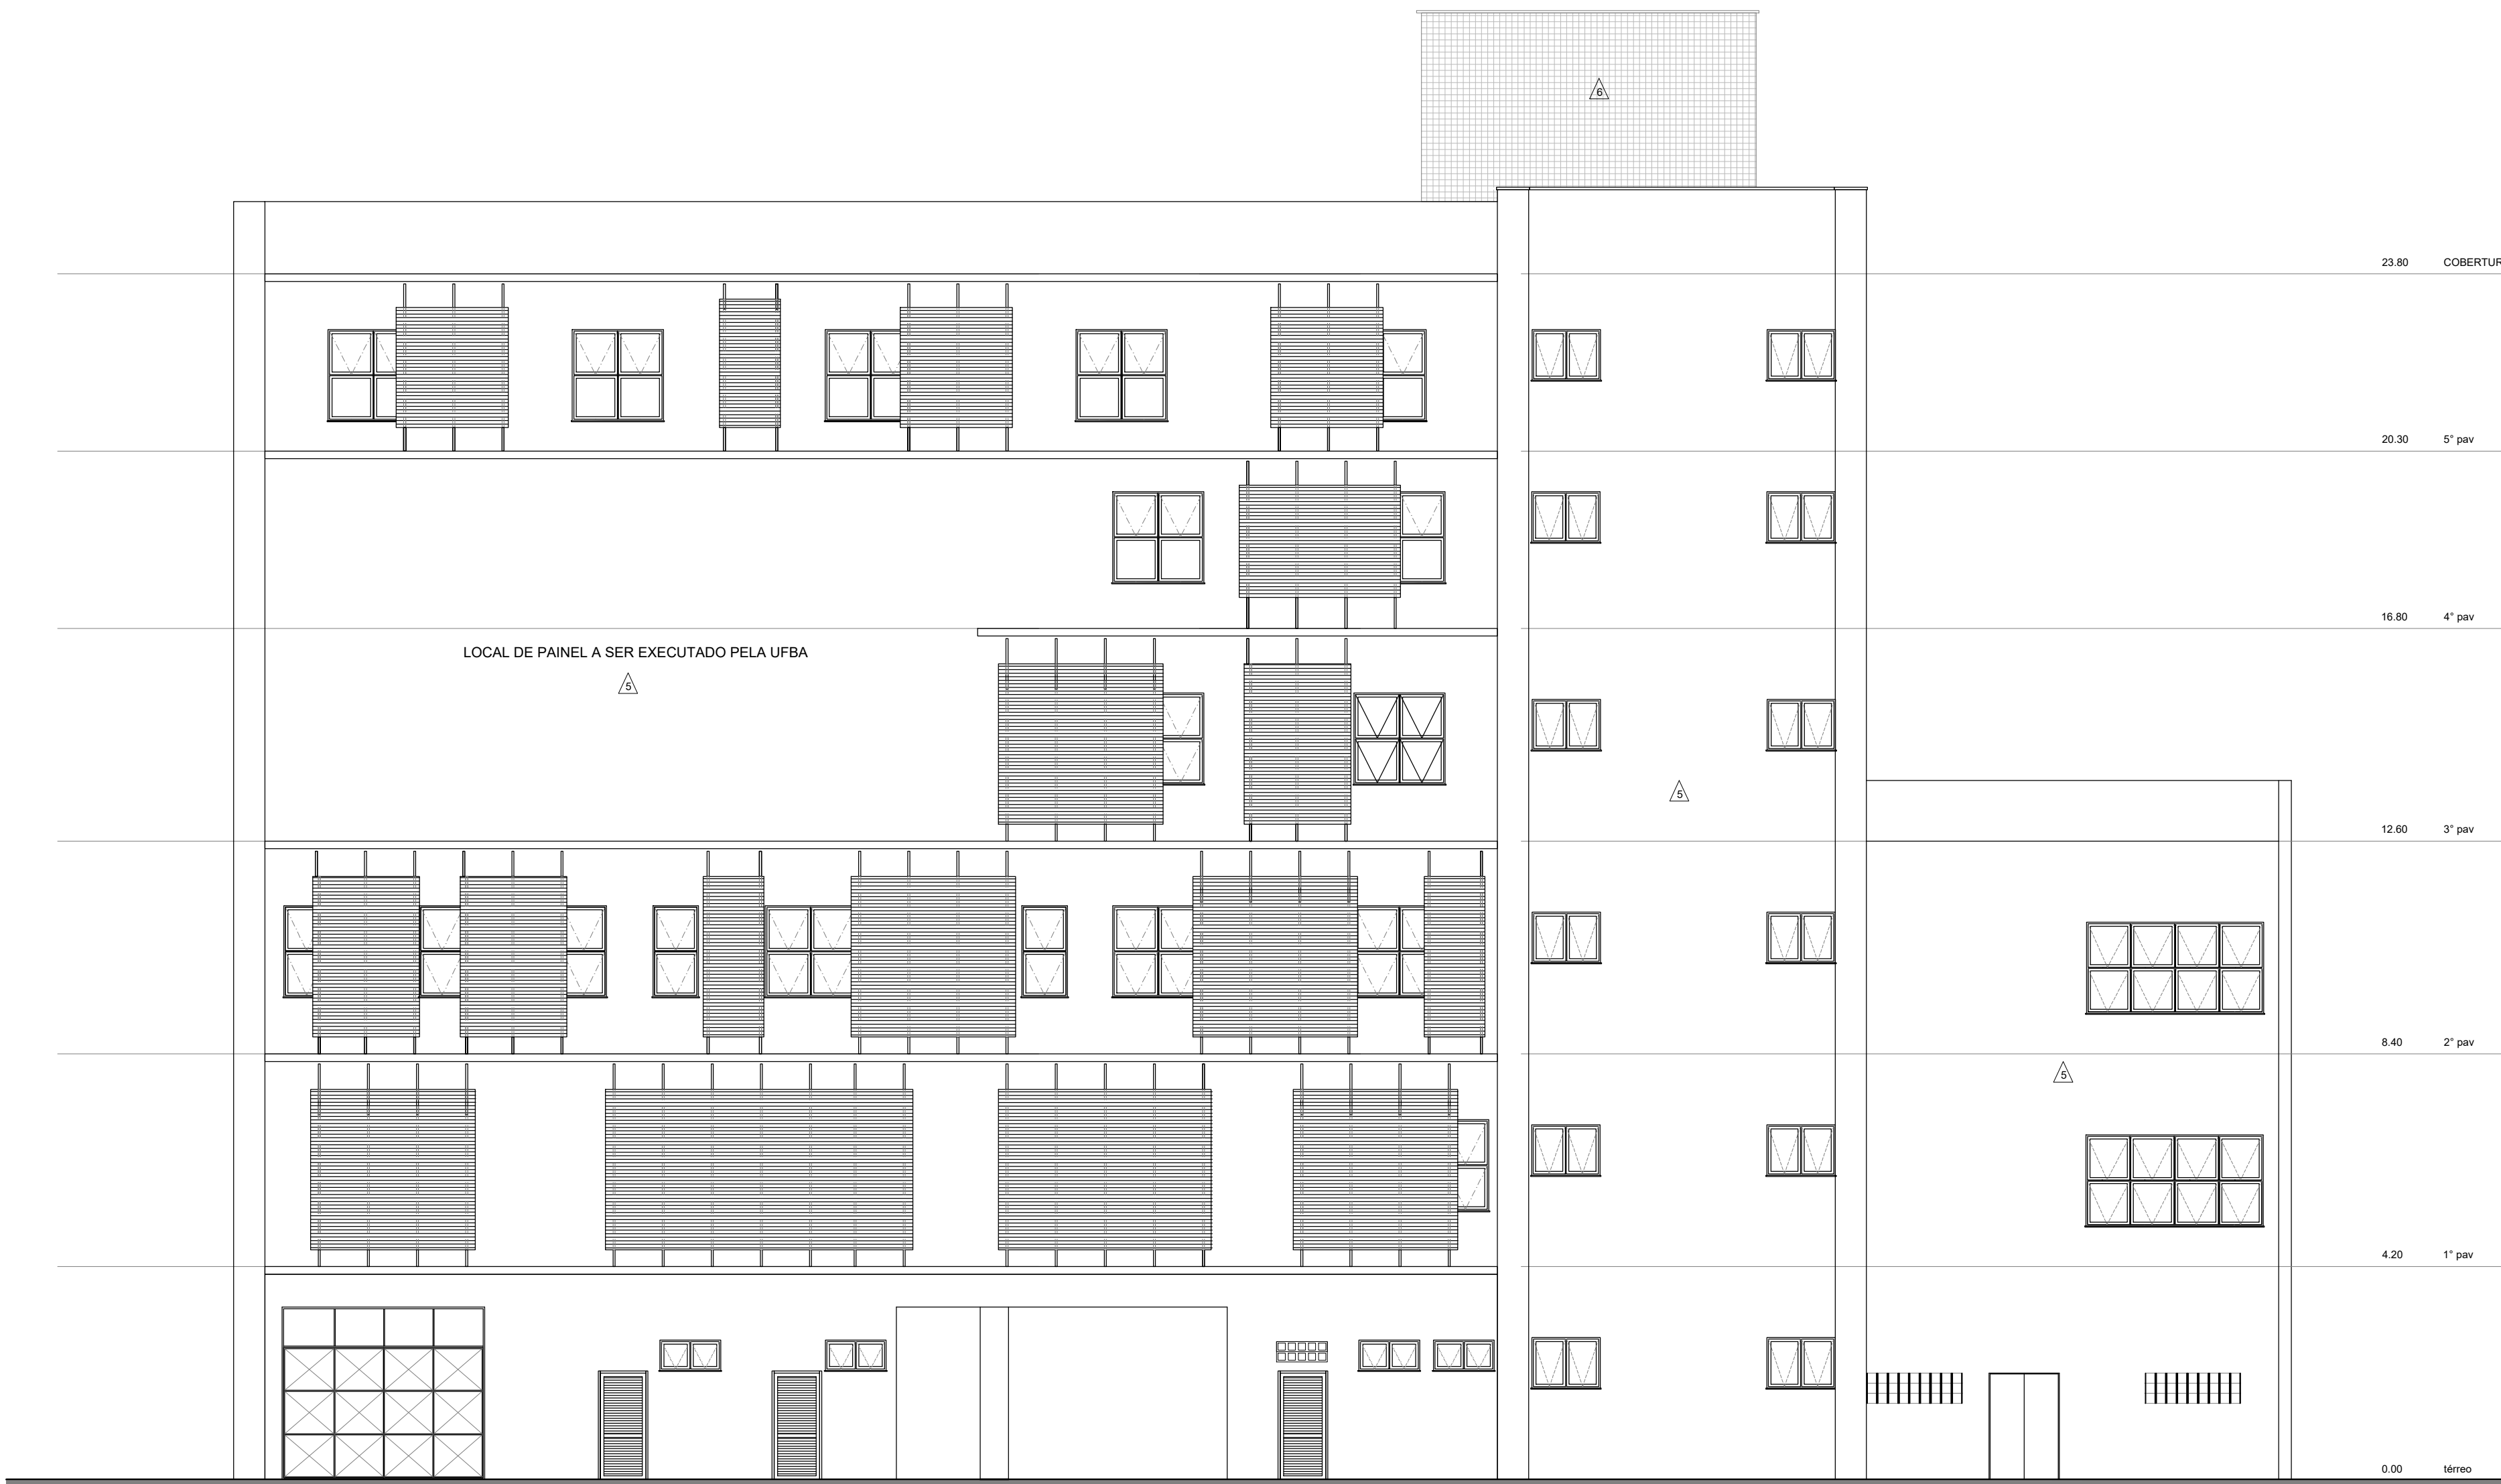 6
23.80 COBERTUR
20.30 5° pav
16.80 4° pav
LOCAL DE PAINEL A SER EXECUTADO PELA UFBA
5
5
12.60 3° pav
8.40 2° pav
5
4.20 1° pav
0.00 térreo